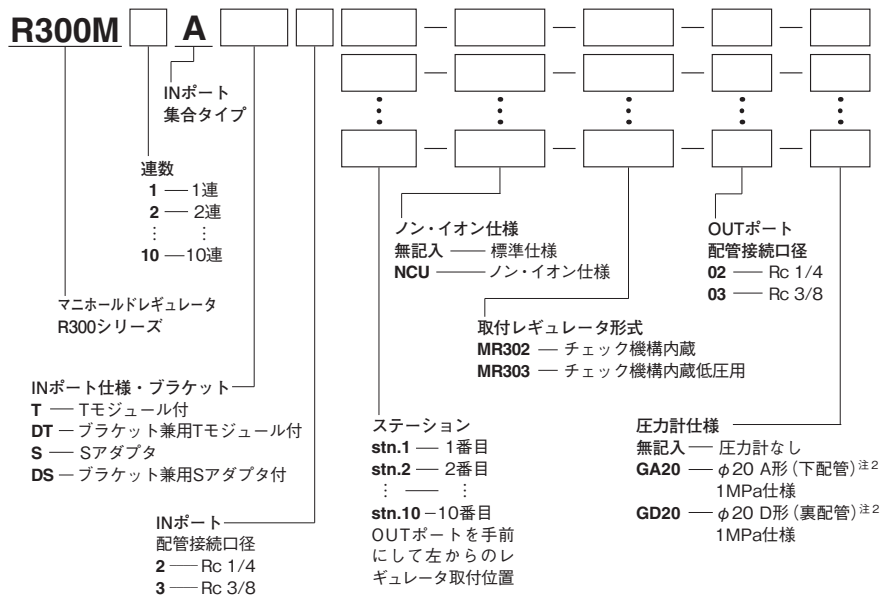 R300M A
INポート
集合タイプ
連数
1 ── 1連
2 ── 2連
⋮ ⋮
10 ─ 10連
マニホールドレギュレータ
R300シリーズ
INポート仕様・ブラケット
T ── Tモジュール付
DT ─ ブラケット兼用Tモジュール付
S ── Sアダプタ
DS ─ ブラケット兼用Sアダプタ付
INポート
配管接続口径
2 ── Rc 1/4
3 ── Rc 3/8
ステーション
stn.1 ── 1番目
stn.2 ── 2番目
⋮ ── ⋮
stn.10 − 10番目
OUTポートを手前
にして左からのレ
ギュレータ取付位置
ノン・イオン仕様
無記入 ── 標準仕様
NCU ── ノン・イオン仕様
取付レギュレータ形式
MR302 ─ チェック機構内蔵
MR303 ─ チェック機構内蔵低圧用
OUTポート
配管接続口径
02 ── Rc 1/4
03 ── Rc 3/8
圧力計仕様
無記入 ── 圧力計なし
GA20 ── φ20 A形(下配管)注2
1MPa仕様
GD20 ── φ20 D形(裏配管)注2
1MPa仕様